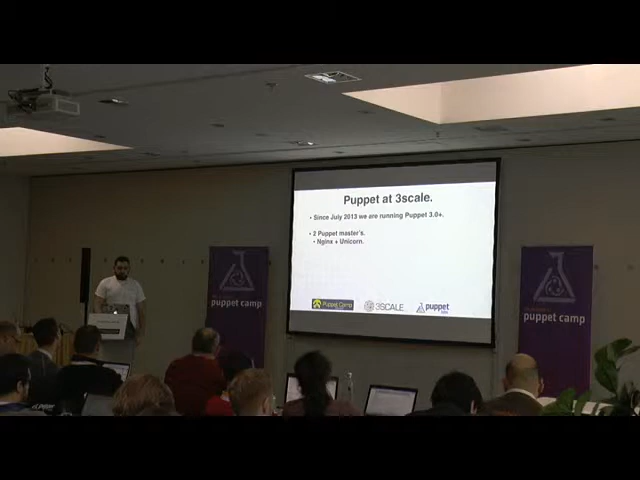 Puppet at 3scale.
• Since July 2013 we are running Puppet 3.0+.
• 2 Puppet master's.
• Nginx + Unicorn.
Puppet Camp
3SCALE
puppet
labs
puppet camp
puppet camp